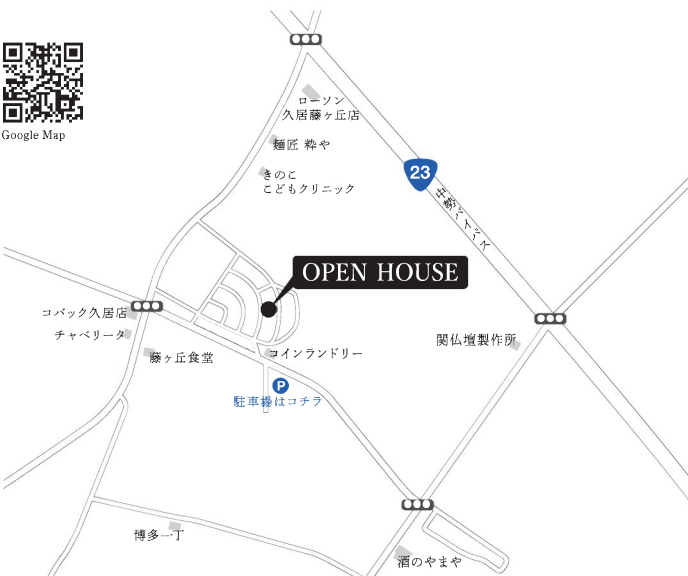 Google Map
ローソン
久居藤ヶ丘店
麺匠 粋や
きのこ
こどもクリニック
23
中勢バイパス
OPEN HOUSE
コバック久居店
チャベリータ
藤ヶ丘食堂
コインランドリー
関仏壇製作所
P
駐車場はコチラ
博多一丁
酒のやまや